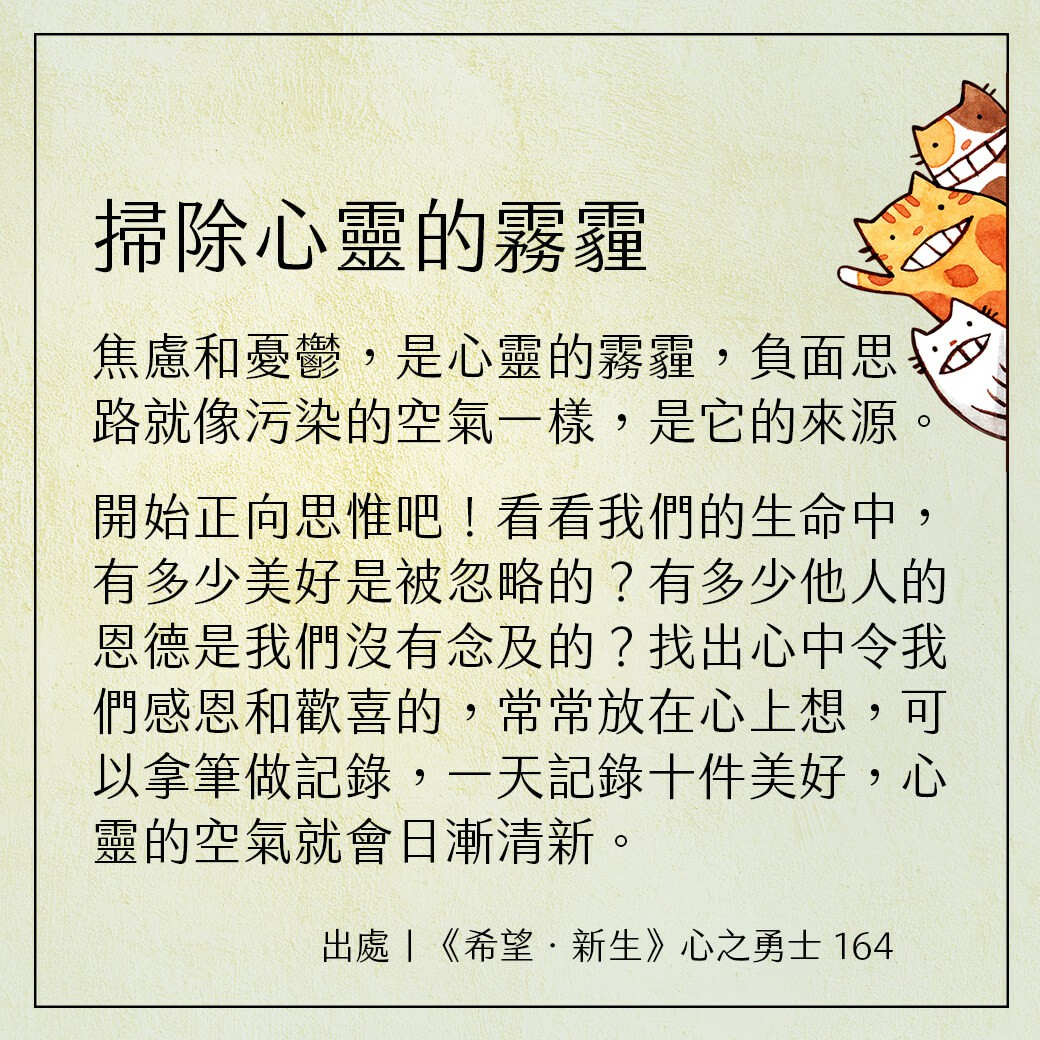 掃除心靈的霧霾
焦慮和憂鬱，是心靈的霧霾，負面思
路就像污染的空氣一樣，是它的來源。
開始正向思惟吧！看看我們的生命中，
有多少美好是被忽略的？有多少他人的
恩德是我們沒有念及的？找出心中令我
們感恩和歡喜的，常常放在心上想，可
以拿筆做記錄，一天記錄十件美好，心
靈的空氣就會日漸清新。
出處｜《希望．新生》心之勇士 164